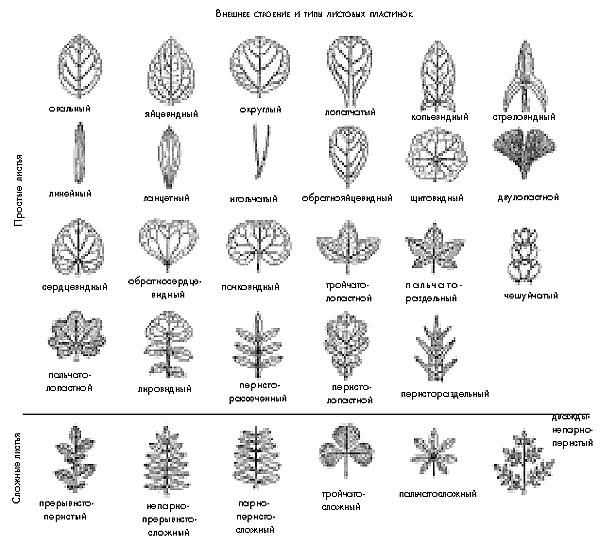 Внешнее строение и типы листовых пластинок
Простые листья
овальный
яйцевидный
округлый
лопатчатый
копьевидный
стреловидный
линейный
ланцетный
игольчатый
обратнояйцевидный
щитовидный
двулопастной
сердцевидный
обратносердце-
видный
почковидный
тройчато-
лопастной
пальчато-
раздельный
чешуйчатый
пальчато-
лопастной
лировидный
перисто-
рассеченный
перисто-
лопастной
перистораздельный
Сложные листья
прерывисто-
перистый
непарно-
прерывисто-
сложный
парно-
перисто-
сложный
тройчато-
сложный
пальчатосложный
дважды-
непарно-
перистый